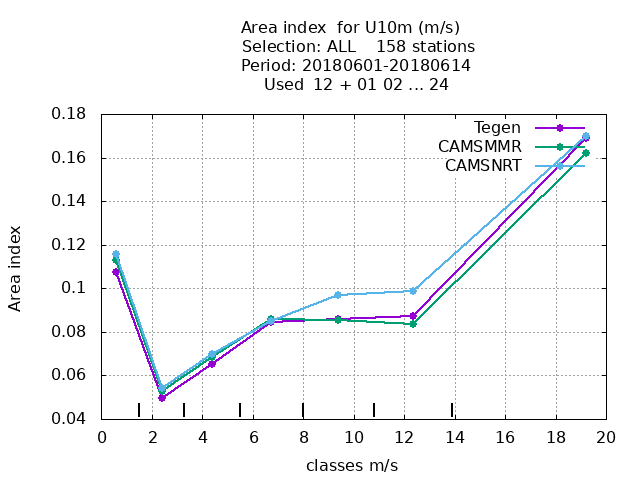 Area index  for U10m (m/s)
Selection: ALL    158 stations
Period: 20180601-20180614
Used  12 + 01 02 ... 24
0.18
0.16
0.14
0.12
0.1
0.08
0.06
0.04
Area index
Tegen
CAMSMMR
CAMSNRT
0 2 4 6 8 10 12 14 16 18 20
classes m/s